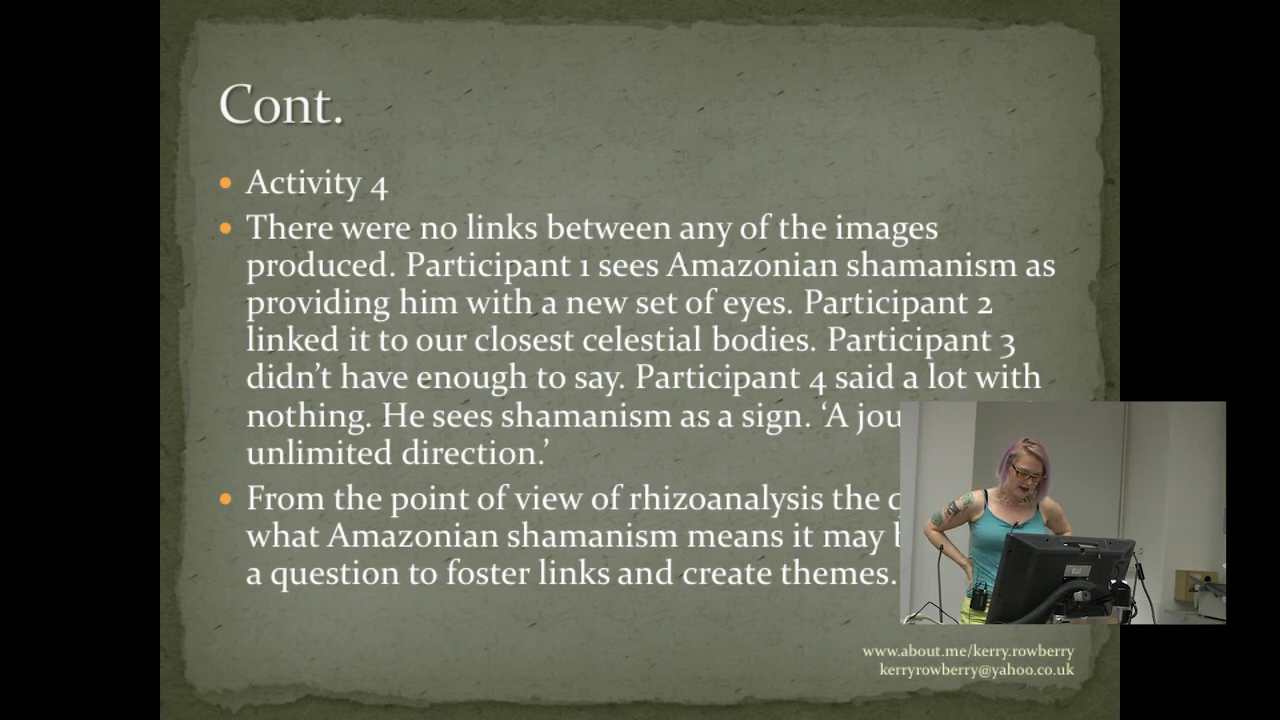 Cont.
Activity 4
There were no links between any of the images
produced. Participant 1 sees Amazonian shamanism as
providing him with a new set of eyes. Participant 2
linked it to our closest celestial bodies. Participant 3
didn’t have enough to say. Participant 4 said a lot with
nothing. He sees shamanism as a sign. ‘A
unlimited direction.’
From the point of view of rhizoanalysis the
what Amazonian shamanism means it may
a question to foster links and create themes.
www.about.me/kerry.rowberry
kerryrowberry@yahoo.co.uk